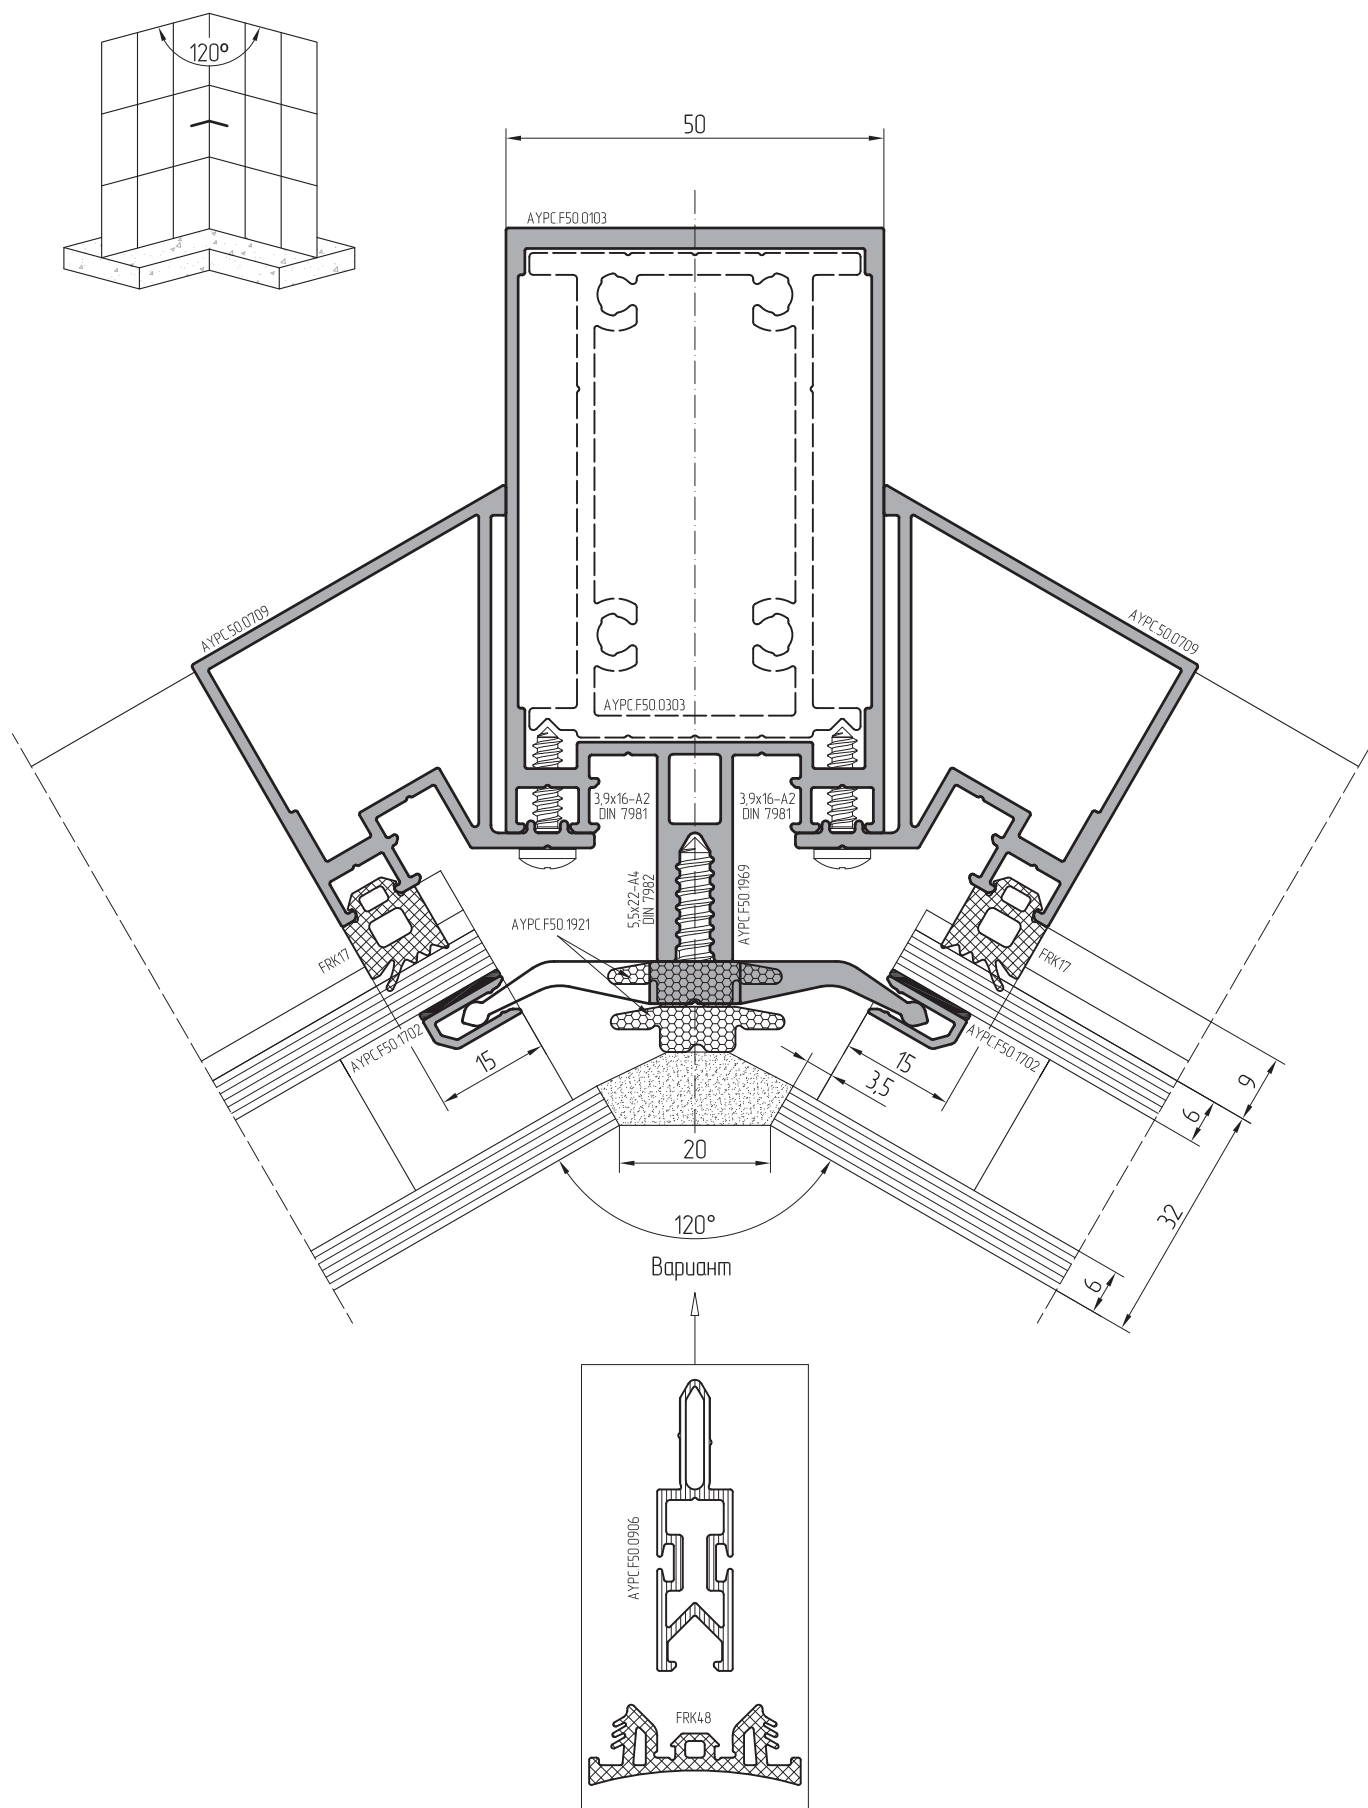 120°
50
AYPC.F50.0103
AYPC.50.0709
AYPC.50.0709
AYPC.F50.0303
3,9x16-A2
DIN 7981
3,9x16-A2
DIN 7981
5,5x22-A4
DIN 7982
AYPC.F50.1969
AYPC.F50.1921
FRK17
FRK17
AYPC.F50.1702
AYPC.F50.1702
15
15
3,5
9
6
20
32
120°
6
Вариант
AYPC.F50.0906
FRK48